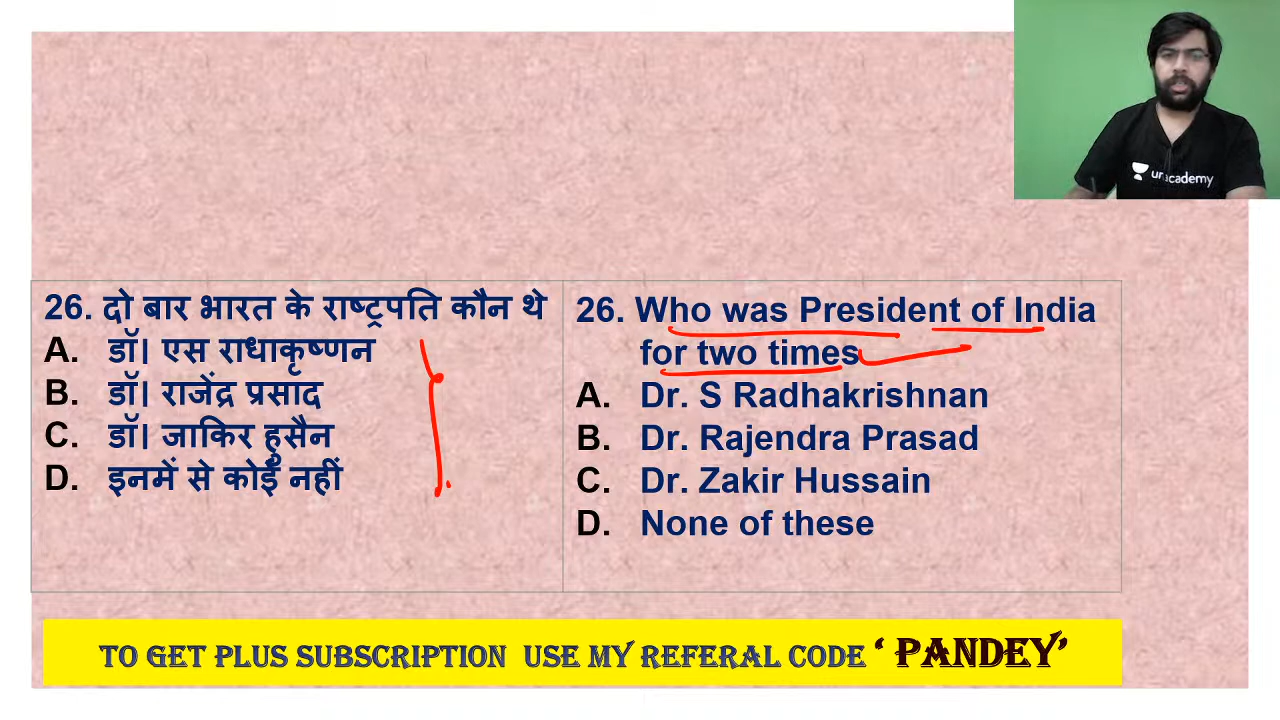 26. दो बार भारत के राष्ट्रपति कौन थे
A. डॉ। एस राधाकृष्णन
B. डॉ। राजेंद्र प्रसाद
C. डॉ। जाकिर हुसैन
D. इनमें से कोई नहीं
26. Who was President of India
for two times
A. Dr. S Radhakrishnan
B. Dr. Rajendra Prasad
C. Dr. Zakir Hussain
D. None of these
unacademy
TO GET PLUS SUBSCRIPTION USE MY REFERAL CODE ‘ PANDEY’